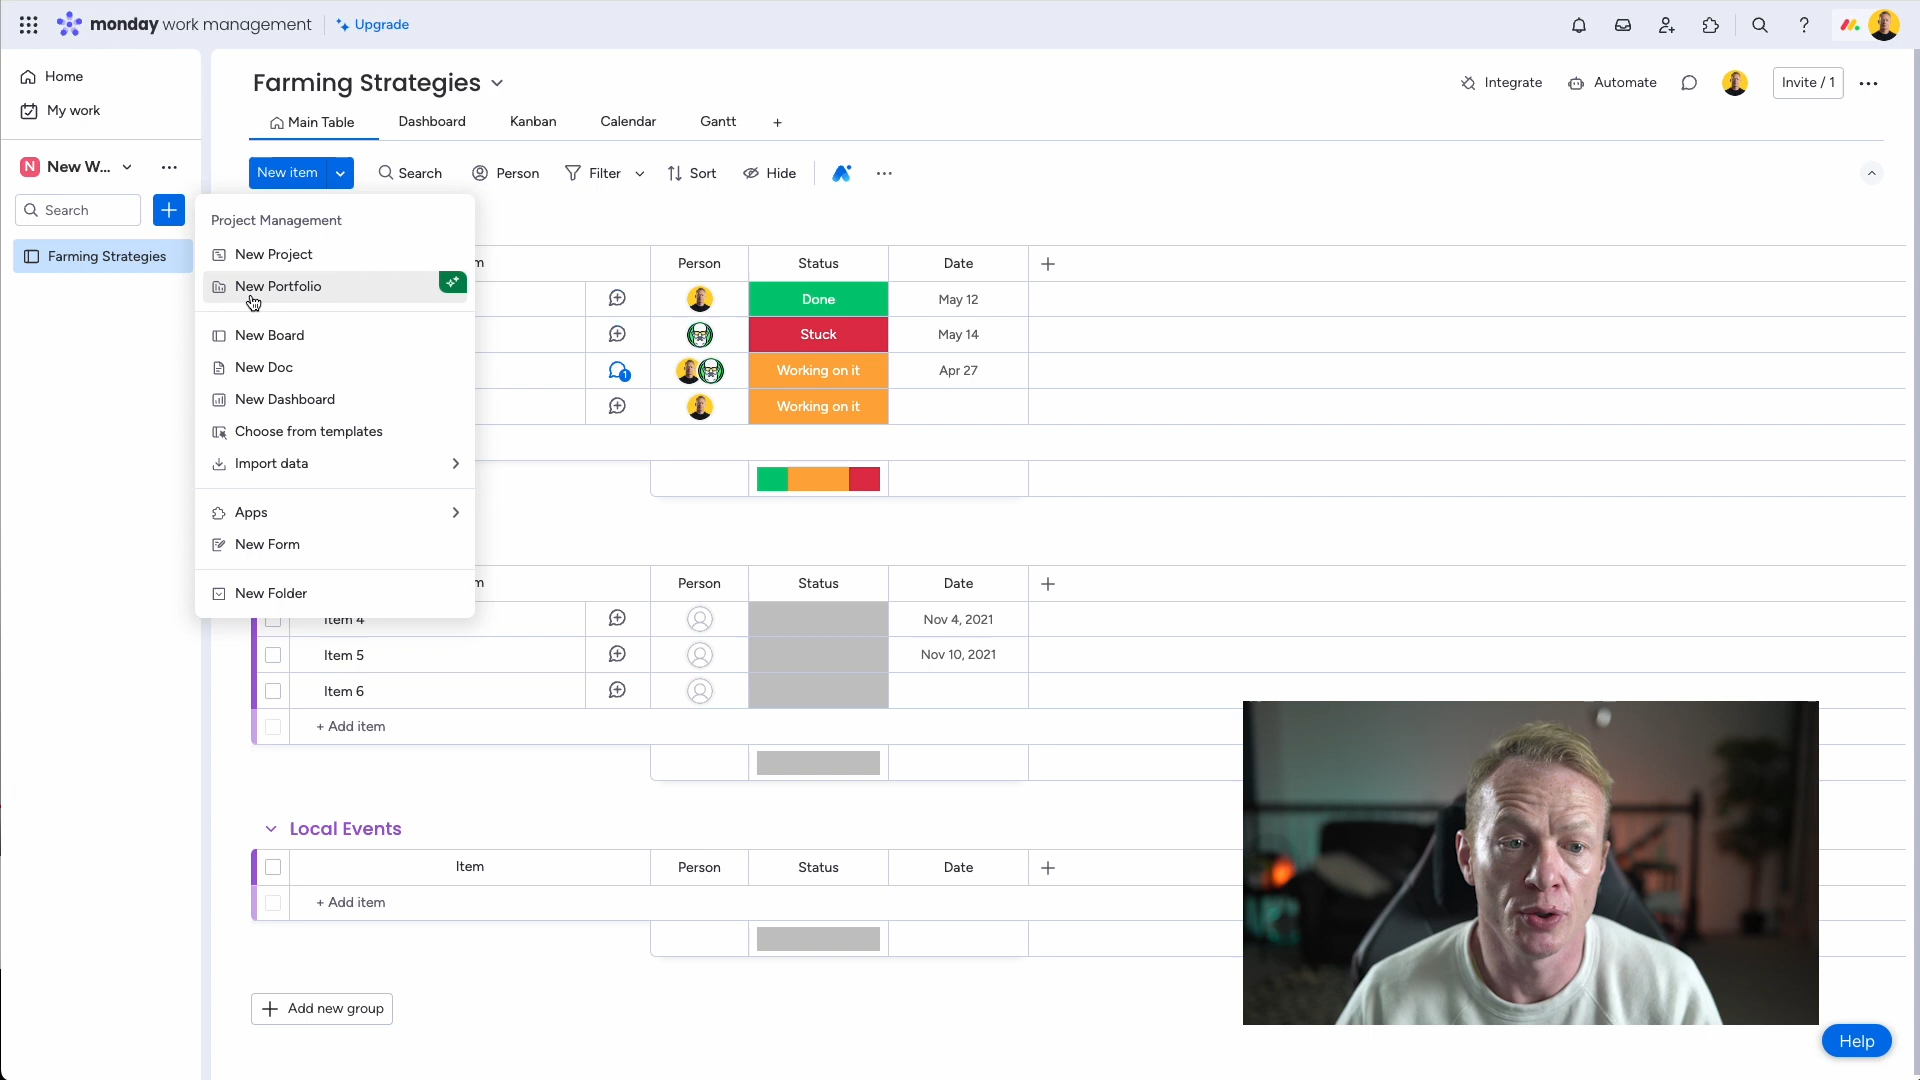 monday work management
Upgrade
Home
My work
N New W...
Search
Farming Strategies
Farming Strategies
Integrate
Automate
Invite / 1
Main Table
Dashboard
Kanban
Calendar
Gantt
New item
Search
Person
Filter
Sort
Hide
Project Management
New Project
New Portfolio
New Board
New Doc
New Dashboard
Choose from templates
Import data
Apps
New Form
New Folder
Person
Status
Date
Done
May 12
Stuck
May 14
1
Working on it
Apr 27
Working on it
Person
Status
Date
Item 4
Nov 4, 2021
Item 5
Nov 10, 2021
Item 6
+ Add item
Local Events
Item
Person
Status
Date
+ Add item
Add new group
Help